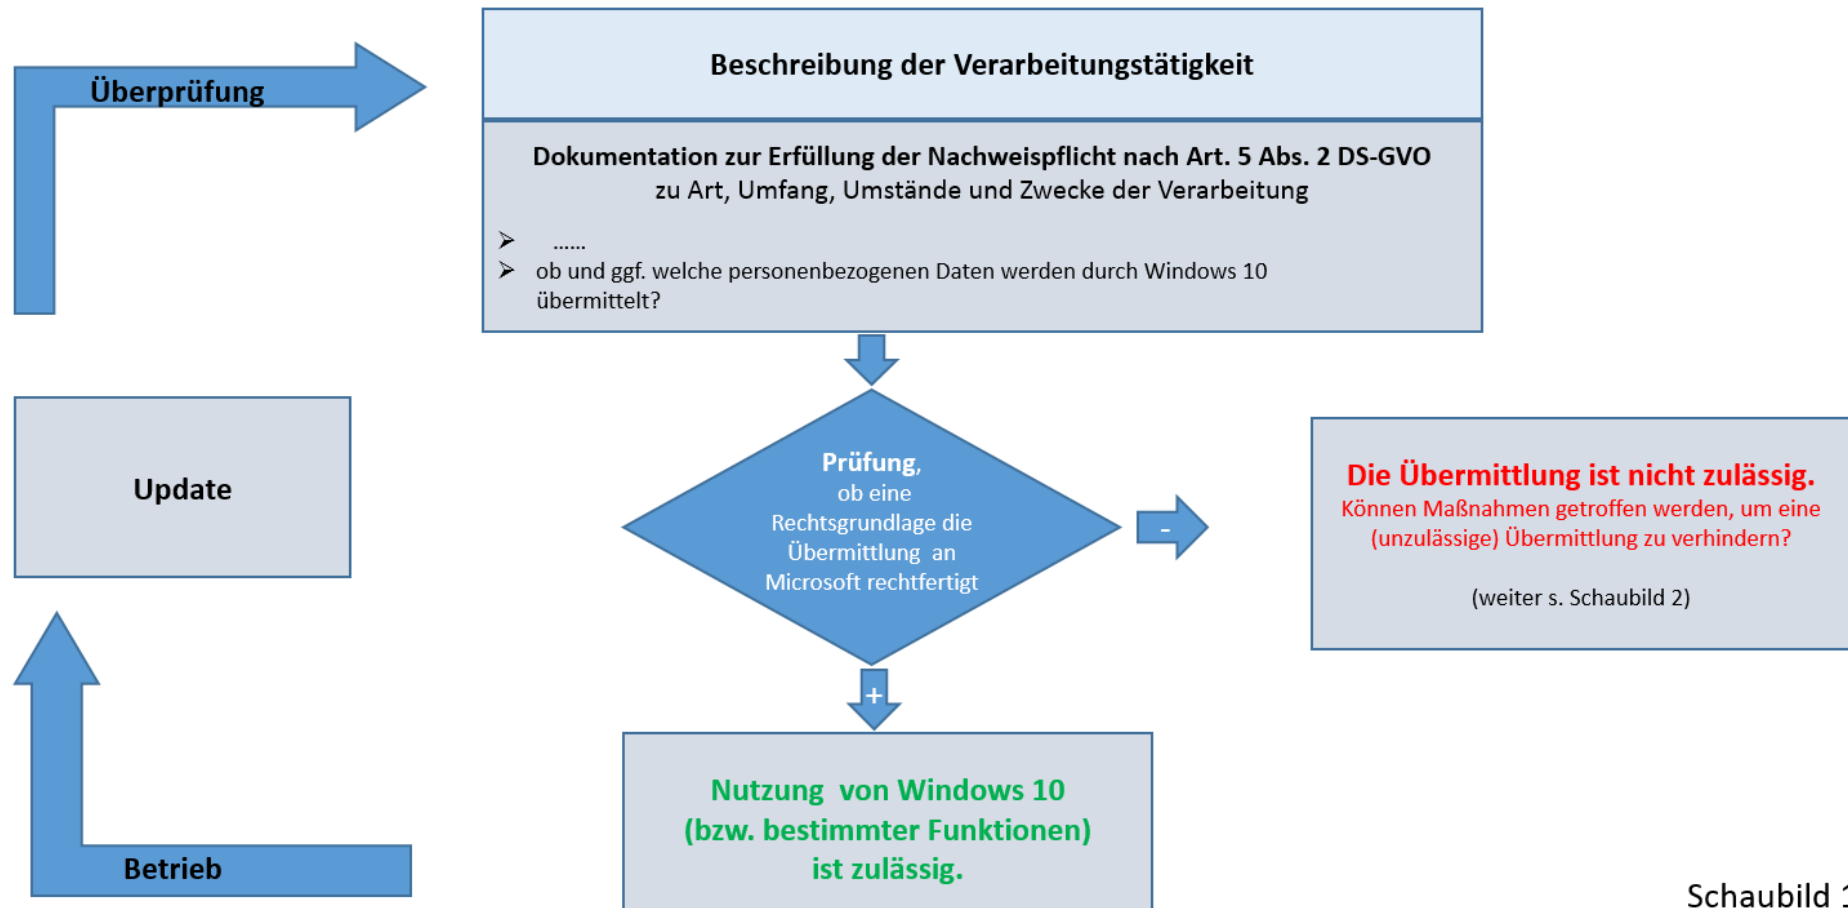 Überprüfung
Beschreibung der Verarbeitungstätigkeit
Dokumentation zur Erfüllung der Nachweispflicht nach Art. 5 Abs. 2 DS-GVO
zu Art, Umfang, Umstände und Zwecke der Verarbeitung
➢ ......
➢ ob und ggf. welche personenbezogenen Daten werden durch Windows 10
übermittelt?
Update
Prüfung,
ob eine
Rechtsgrundlage die
Übermittlung an
Microsoft rechtfertigt
-
Die Übermittlung ist nicht zulässig.
Können Maßnahmen getroffen werden, um eine
(unzulässige) Übermittlung zu verhindern?
(weiter s. Schaubild 2)
+
Nutzung von Windows 10
(bzw. bestimmter Funktionen)
ist zulässig.
Betrieb
Schaubild 1